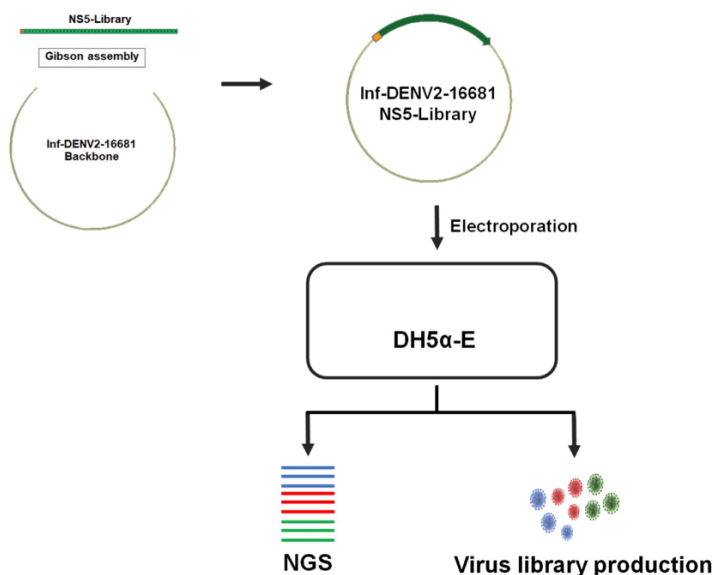 NS5-Library
Gibson assembly
Inf-DENV2-16681
Backbone
Inf-DENV2-16681
NS5-Library
Electroporation
DH5α-E
NGS
Virus library production